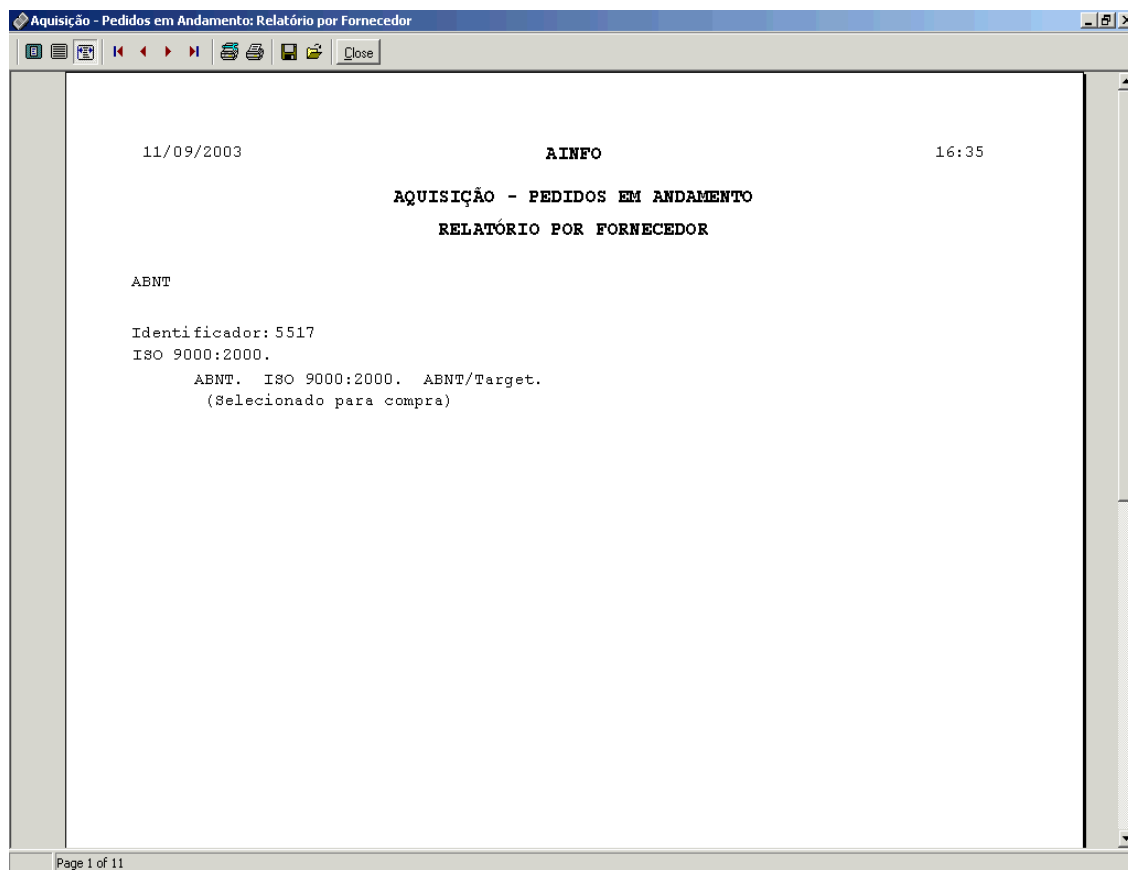 Aquisição - Pedidos em Andamento: Relatório por Fornecedor
Close
11/09/2003 AINFO 16:35
AQUISIÇÃO - PEDIDOS EM ANDAMENTO
RELATÓRIO POR FORNECEDOR
ABNT
Identificador: 5517
ISO 9000:2000.
ABNT. ISO 9000:2000. ABNT/Target.
(Selecionado para compra)
Page 1 of 11